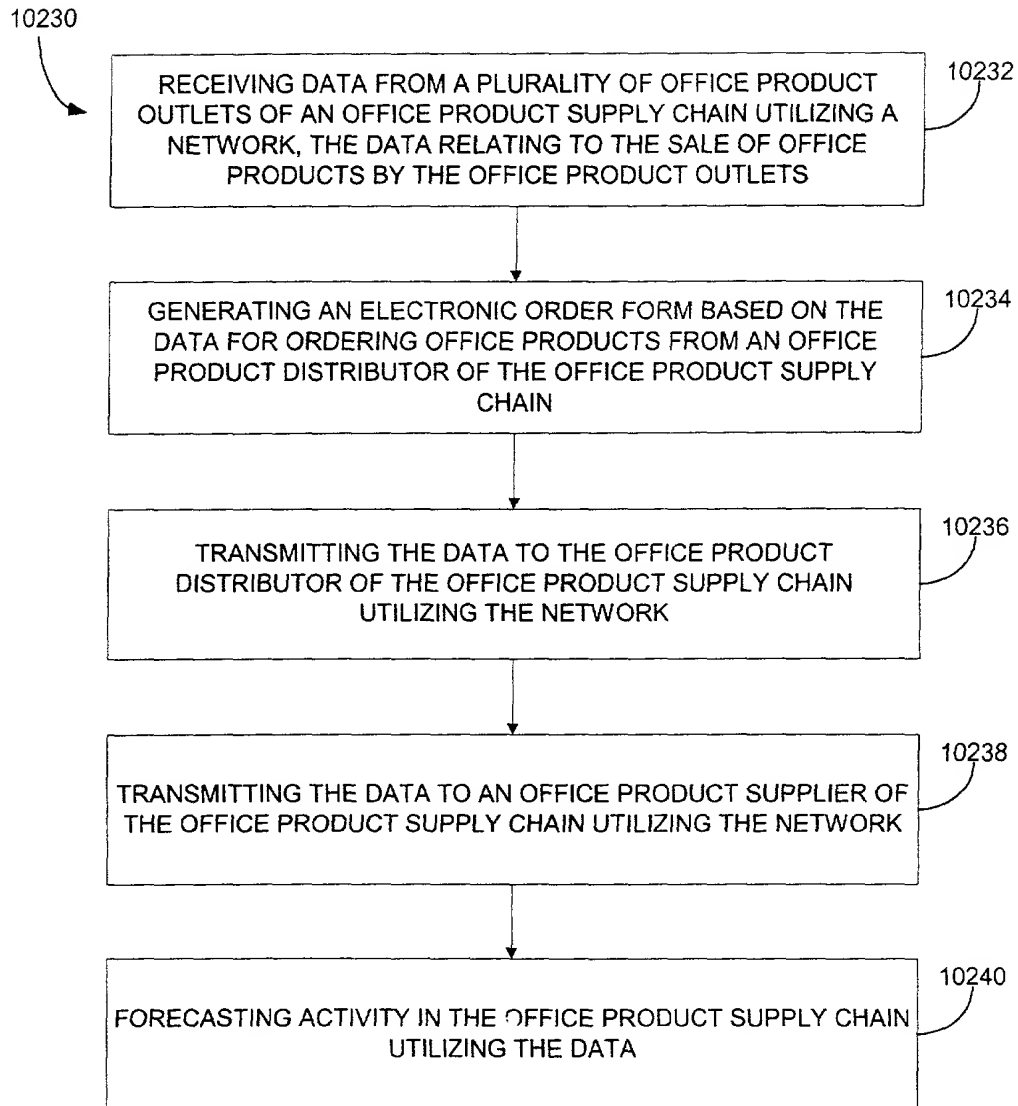 10230
RECEIVING DATA FROM A PLURALITY OF OFFICE PRODUCT
OUTLETS OF AN OFFICE PRODUCT SUPPLY CHAIN UTILIZING A
NETWORK, THE DATA RELATING TO THE SALE OF OFFICE
PRODUCTS BY THE OFFICE PRODUCT OUTLETS
10232
GENERATING AN ELECTRONIC ORDER FORM BASED ON THE
DATA FOR ORDERING OFFICE PRODUCTS FROM AN OFFICE
PRODUCT DISTRIBUTOR OF THE OFFICE PRODUCT SUPPLY
CHAIN
10234
TRANSMITTING THE DATA TO THE OFFICE PRODUCT
DISTRIBUTOR OF THE OFFICE PRODUCT SUPPLY CHAIN
UTILIZING THE NETWORK
10236
TRANSMITTING THE DATA TO AN OFFICE PRODUCT SUPPLIER OF
THE OFFICE PRODUCT SUPPLY CHAIN UTILIZING THE NETWORK
10238
FORECASTING ACTIVITY IN THE OFFICE PRODUCT SUPPLY CHAIN
UTILIZING THE DATA
10240